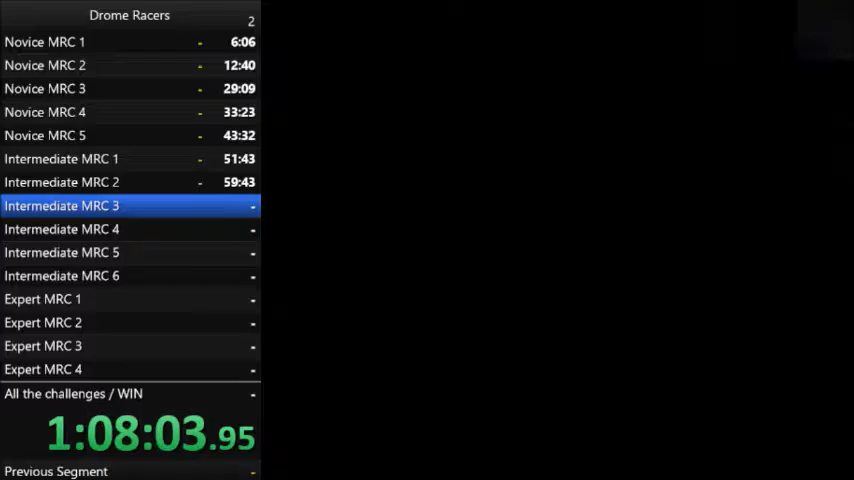 Drome Racers
2
Novice MRC 1 - 6:06
Novice MRC 2 - 12:40
Novice MRC 3 - 29:09
Novice MRC 4 - 33:23
Novice MRC 5 - 43:32
Intermediate MRC 1 - 51:43
Intermediate MRC 2 - 59:43
Intermediate MRC 3 -
Intermediate MRC 4 -
Intermediate MRC 5 -
Intermediate MRC 6 -
Expert MRC 1 -
Expert MRC 2 -
Expert MRC 3 -
Expert MRC 4 -
All the challenges / WIN -
1:08:03.95
Previous Segment -